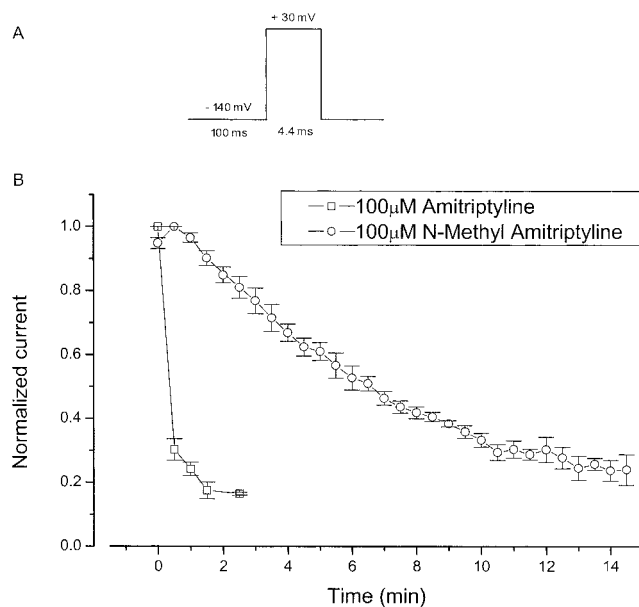 A
+ 30 mV
- 140 mV
100 ms 4.4 ms
B
100μM Amitriptyline
100μM N-Methyl Amitriptyline
1.0
0.8
0.6
0.4
0.2
0.0
Normalized current
0 2 4 6 8 10 12 14
Time (min)